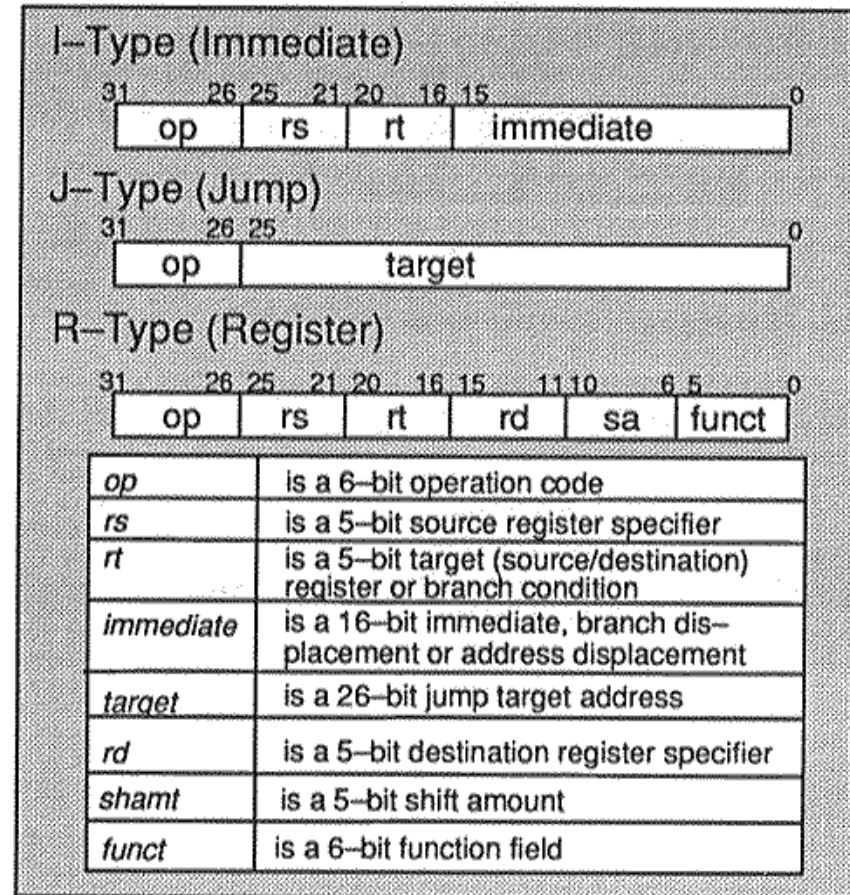 I–Type (Immediate)
31 26 25 21 20 16 15 0
op rs rt immediate
J–Type (Jump)
31 26 25 0
op target
R–Type (Register)
31 26 25 21 20 16 15 11 10 6 5 0
op rs rt rd sa funct
op is a 6–bit operation code
rs is a 5–bit source register specifier
rt is a 5–bit target (source/destination)
register or branch condition
immediate is a 16–bit immediate, branch dis–
placement or address displacement
target is a 26–bit jump target address
rd is a 5–bit destination register specifier
shamt is a 5–bit shift amount
funct is a 6–bit function field